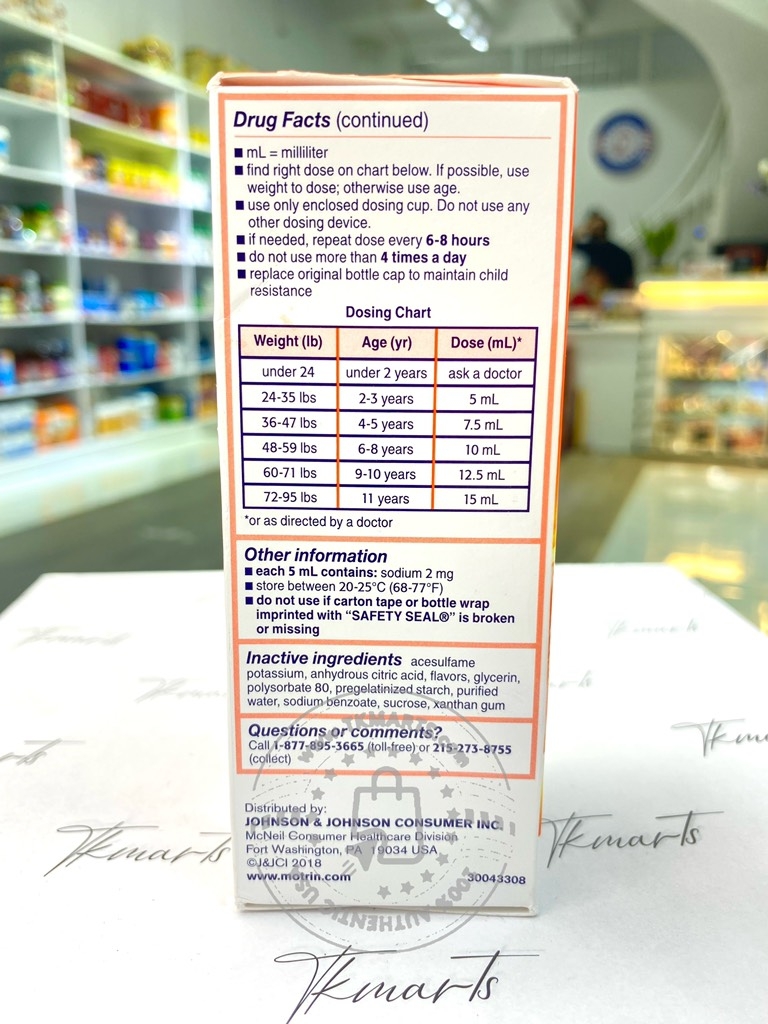 Drug Facts (continued)
■ mL = milliliter
■ find right dose on chart below. If possible, use
weight to dose; otherwise use age.
■ use only enclosed dosing cup. Do not use any
other dosing device.
■ if needed, repeat dose every 6-8 hours
■ do not use more than 4 times a day
■ replace original bottle cap to maintain child
resistance
Dosing Chart
Weight (lb) Age (yr) Dose (mL)*
under 24 under 2 years ask a doctor
24-35 lbs 2-3 years 5 mL
36-47 lbs 4-5 years 7.5 mL
48-59 lbs 6-8 years 10 mL
60-71 lbs 9-10 years 12.5 mL
72-95 lbs 11 years 15 mL
*or as directed by a doctor
Other information
■ each 5 mL contains: sodium 2 mg
■ store between 20-25°C (68-77°F)
■ do not use if carton tape or bottle wrap
imprinted with “SAFETY SEAL®” is broken
or missing
Inactive ingredients acesulfame
potassium, anhydrous citric acid, flavors, glycerin,
polysorbate 80, pregelatinized starch, purified
water, sodium benzoate, sucrose, xanthan gum
Questions or comments?
Call 1-877-895-3665 (toll-free) or 215-273-8755
(collect)
WWW.TKMARTS.COM
Distributed by:
JOHNSON & JOHNSON CONSUMER INC.
McNeil Consumer Healthcare Division
Fort Washington, PA 19034 USA
©J&JCI 2018
www.motrin.com 30043308
100% AUTHENTIC USA
Tkmarts
Tkmarts
Tkmarts